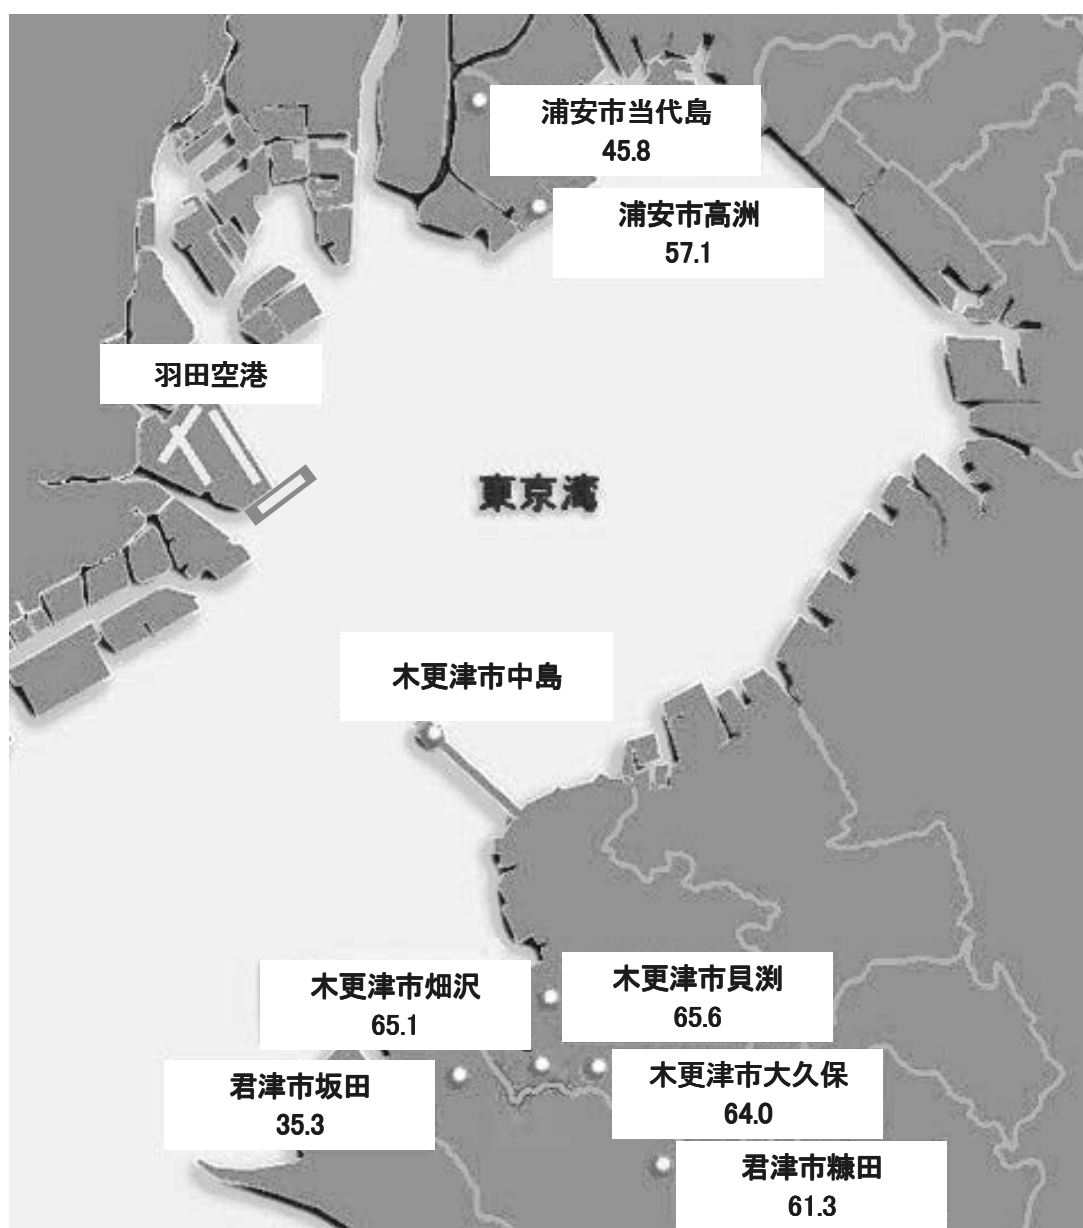 浦安市当代島
45.8
浦安市高洲
57.1
羽田空港
東京湾
木更津市中島
木更津市畑沢
65.1
木更津市貝渕
65.6
君津市坂田
35.3
木更津市大久保
64.0
君津市糠田
61.3